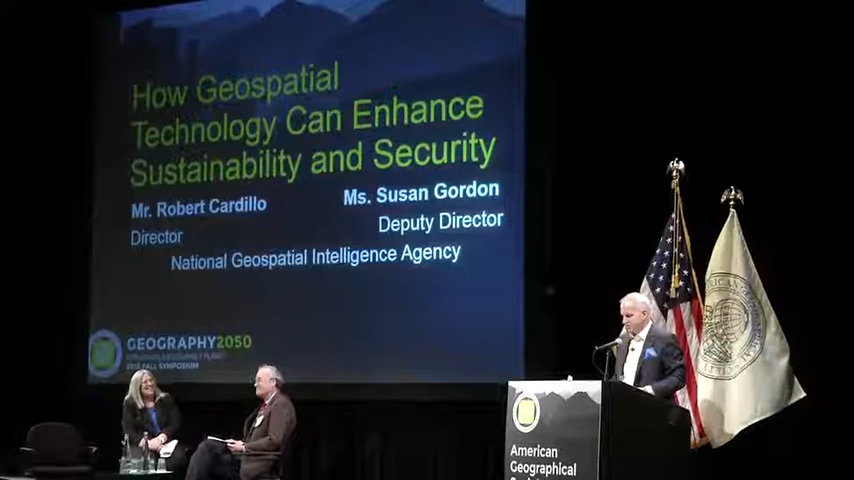 How Geospatial
Technology Can Enhance
Sustainability and Security
Mr. Robert Cardillo
Ms. Susan Gordon
Director
Deputy Director
National Geospatial Intelligence Agency
GEOGRAPHY2050
FALL SYMPOSIUM
American
Geographical